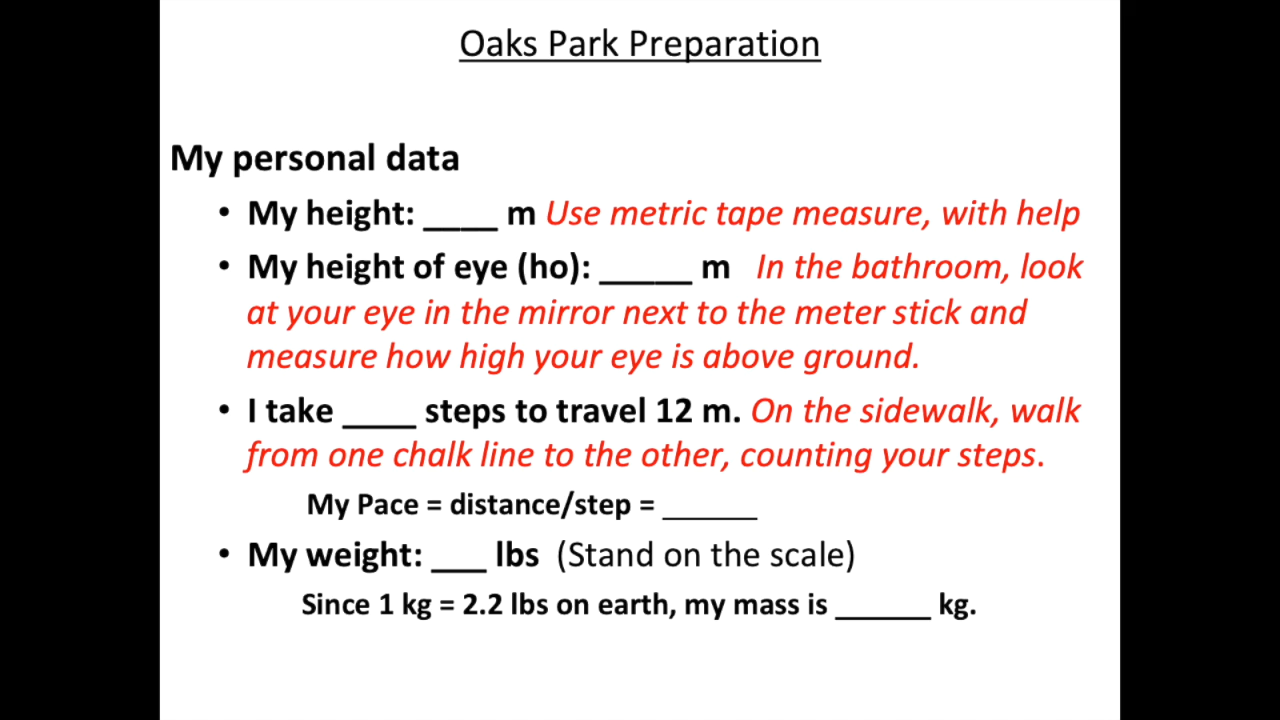 Oaks Park Preparation
My personal data
• My height: ____ m Use metric tape measure, with help
• My height of eye (ho): _____ m In the bathroom, look
at your eye in the mirror next to the meter stick and
measure how high your eye is above ground.
• I take ____ steps to travel 12 m. On the sidewalk, walk
from one chalk line to the other, counting your steps.
My Pace = distance/step = ______
• My weight: ___ lbs (Stand on the scale)
Since 1 kg = 2.2 lbs on earth, my mass is ______ kg.